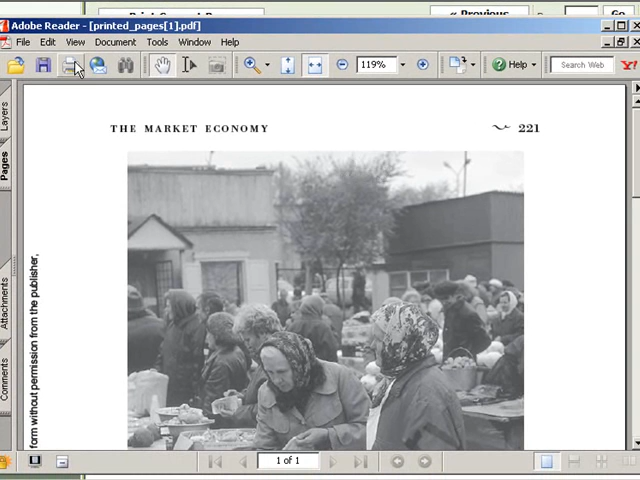 « Previous
Go
Adobe Reader - [printed_pages[1].pdf]
File Edit View Document Tools Window Help
119%
Help
Search Web
Y!
Layers
Pages
Attachments
Comments
THE MARKET ECONOMY
221
form without permission from the publisher,
1 of 1